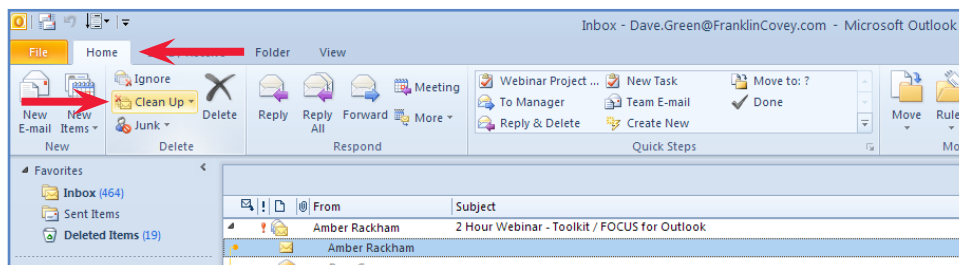 Inbox - Dave.Green@FranklinCovey.com - Microsoft Outlook
File Home Folder View
Ignore
Clean Up
Junk
New E-mail
New Items
Delete
Reply
Reply All
Forward
Meeting
More
Webinar Project ... New Task Move to: ?
To Manager Team E-mail Done
Reply & Delete Create New
Move
New Delete Respond Quick Steps
Favorites
Inbox (464)
Sent Items
Deleted Items (19)
! From Subject
! Amber Rackham 2 Hour Webinar - Toolkit / FOCUS for Outlook
Amber Rackham